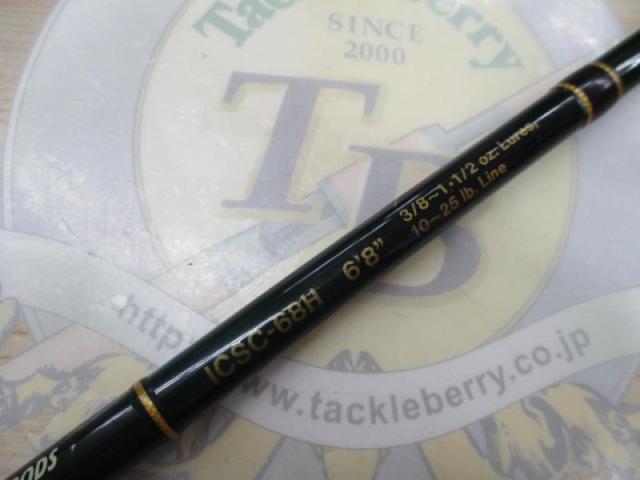 Tackleberry
SINCE
2000
TB
3/8~1・1/2 oz. Lures,
10~25 lb. Line
6'8"
ICSC-68H
http
www.tackleberry.co.jp